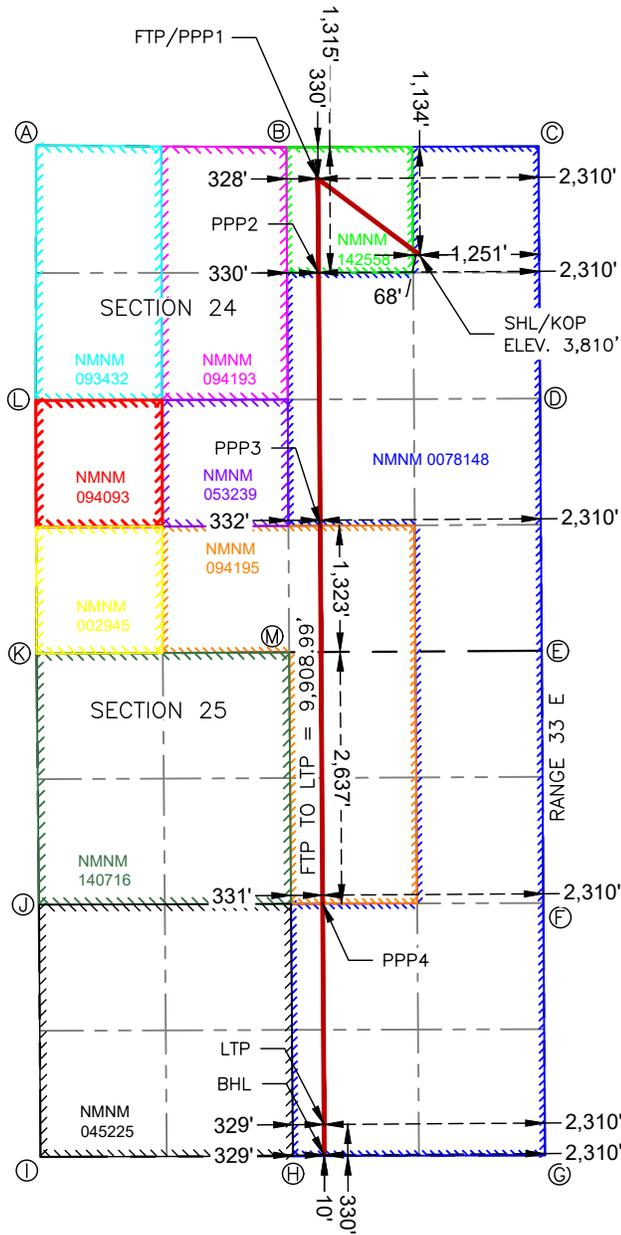 FTP/PPP1
1,315'
330'
1,134'
A
B
C
328'
2,310'
PPP2
NMNM
142558
1,251'
330'
2,310'
68'
SECTION 24
SHL/KOP
ELEV. 3,810'
NMNM
093432
NMNM
094193
L
D
PPP3
NMNM 0078148
NMNM
094093
NMNM
053239
332'
2,310'
NMNM
094195
1,323'
NMNM
002945
M
K
E
SECTION 25
FTP TO LTP = 9,908.99'
2,637'
RANGE 33 E
NMNM
140716
331'
2,310'
J
F
PPP4
LTP
BHL
NMNM
045225
329'
2,310'
329'
2,310'
I
H
G
10'
330'